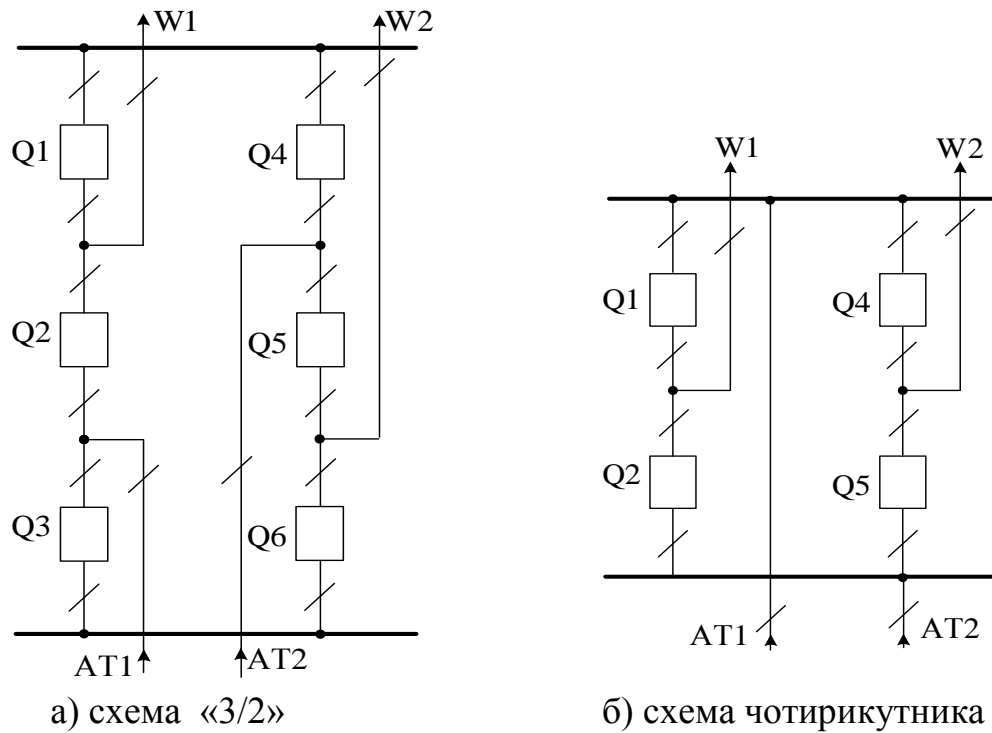 W1
W2
Q1
Q4
Q2
Q5
Q3
Q6
AT1
AT2
а) схема «3/2»
W1
W2
Q1
Q4
Q2
Q5
AT1
AT2
б) схема чотирикутника